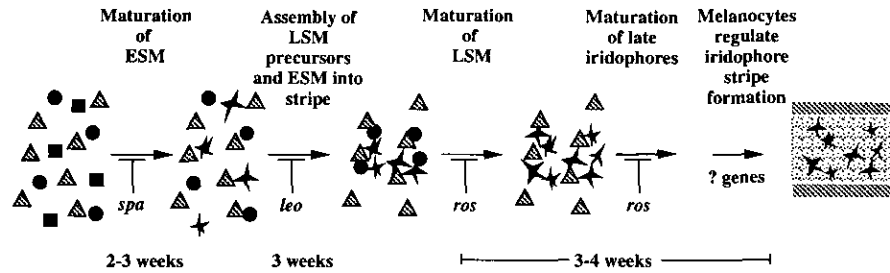 Maturation
of
ESM
Assembly of
LSM
precursors
and ESM into
stripe
Maturation
of
LSM
Maturation
of late
iridophores
Melanocytes
regulate
iridophore
stripe
formation
spa
leo
ros
ros
? genes
2-3 weeks
3 weeks
3-4 weeks